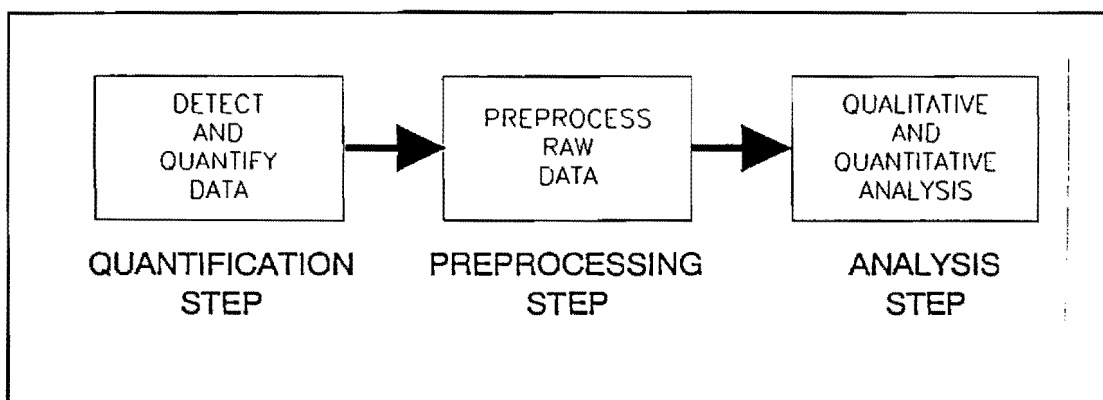 DETECT
AND
QUANTIFY
DATA
PREPROCESS
RAW
DATA
QUALITATIVE
AND
QUANTITATIVE
ANALYSIS
QUANTIFICATION
STEP
PREPROCESSING
STEP
ANALYSIS
STEP